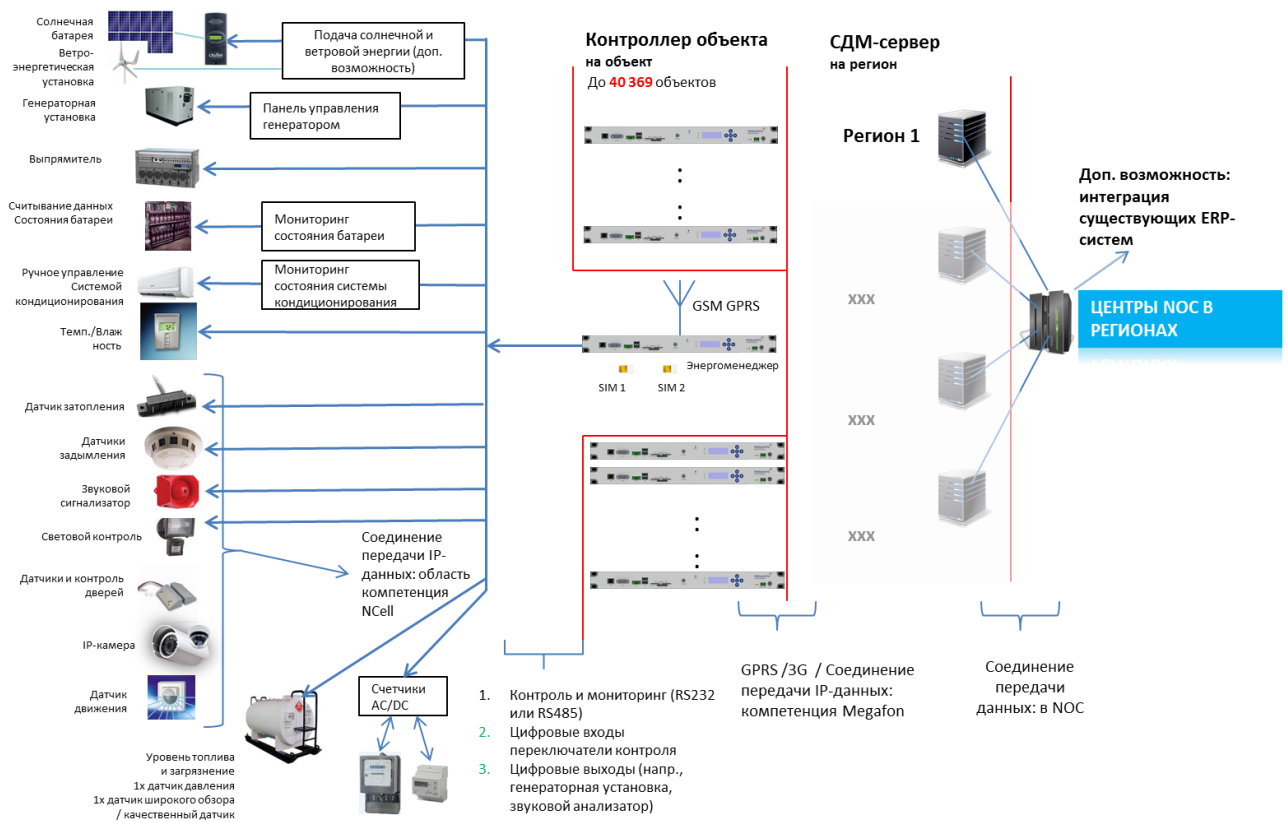 Солнечная
батарея
Ветро-
энергетическая
установка
Подача солнечной и
ветровой энергии (доп.
возможность)
Генераторная
установка
Панель управления
генератором
Выпрямитель
Считывание данных
Состояния батареи
Мониторинг
состояния батареи
Ручное управление
Системой
кондиционирования
Мониторинг
состояния системы
кондиционирования
Темп./Влаж
ность
Датчик затопления
Датчики
задымления
Звуковой
сигнализатор
Световой контроль
Датчики и контроль
дверей
IP-камера
Датчик
движения
Уровень топлива
и загрязнение
1х датчик давления
1х датчик широкого обзора
/ качественный датчик
Соединение
передачи IP-
данных: область
компетенция
NCell
Счетчики
AC/DC
Контроллер объекта
на объект
До 40 369 объектов
GSM GPRS
Энергоменеджер
SIM 1
SIM 2
1. Контроль и мониторинг (RS232
или RS485)
2. Цифровые входы
переключатели контроля
3. Цифровые выходы (напр.,
генераторная установка,
звуковой анализатор)
СДМ-сервер
на регион
Регион 1
XXX
XXX
XXX
GPRS /3G / Соединение
передачи IP-данных:
компетенция Megafon
Соединение
передачи
данных: в NOC
Доп. возможность:
интеграция
существующих ERP-
систем
ЦЕНТРЫ NOC В
РЕГИОНАХ